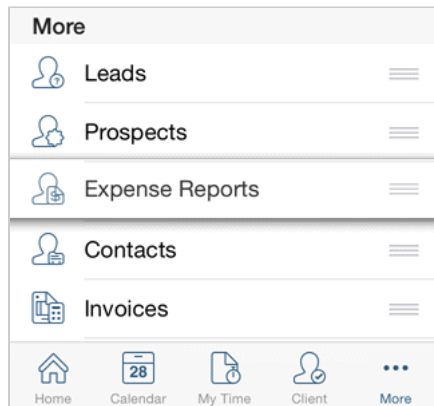 More
Leads
Prospects
Expense Reports
Contacts
Invoices
28
Home Calendar My Time Client More